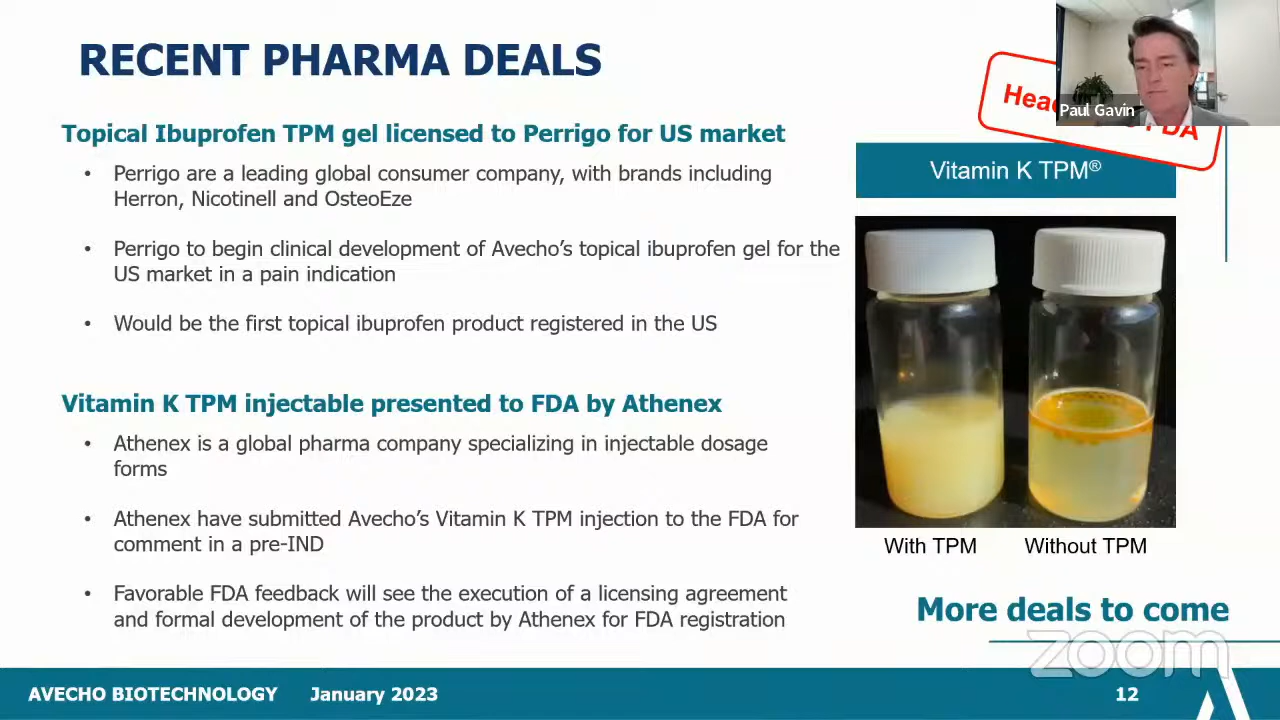 RECENT PHARMA DEALS
Paul Gavin
Topical Ibuprofen TPM gel licensed to Perrigo for US market
• Perrigo are a leading global consumer company, with brands including
Herron, Nicotinell and OsteoEze
• Perrigo to begin clinical development of Avecho’s topical ibuprofen gel for the
US market in a pain indication
• Would be the first topical ibuprofen product registered in the US
Vitamin K TPM injectable presented to FDA by Athenex
• Athenex is a global pharma company specializing in injectable dosage
forms
• Athenex have submitted Avecho’s Vitamin K TPM injection to the FDA for
comment in a pre-IND
• Favorable FDA feedback will see the execution of a licensing agreement
and formal development of the product by Athenex for FDA registration
Vitamin K TPM®
With TPM
Without TPM
More deals to come
zoom
AVECHO BIOTECHNOLOGY January 2023
12